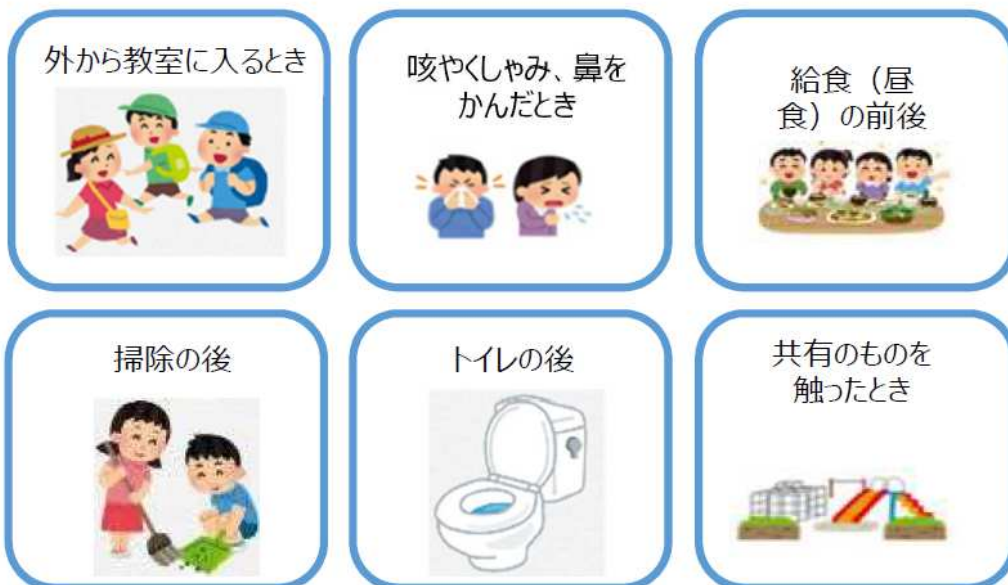 外から教室に入るとき
咳やくしゃみ、鼻を
かんだとき
給食（昼
食）の前後
掃除の後
トイレの後
共有のものを
触ったとき